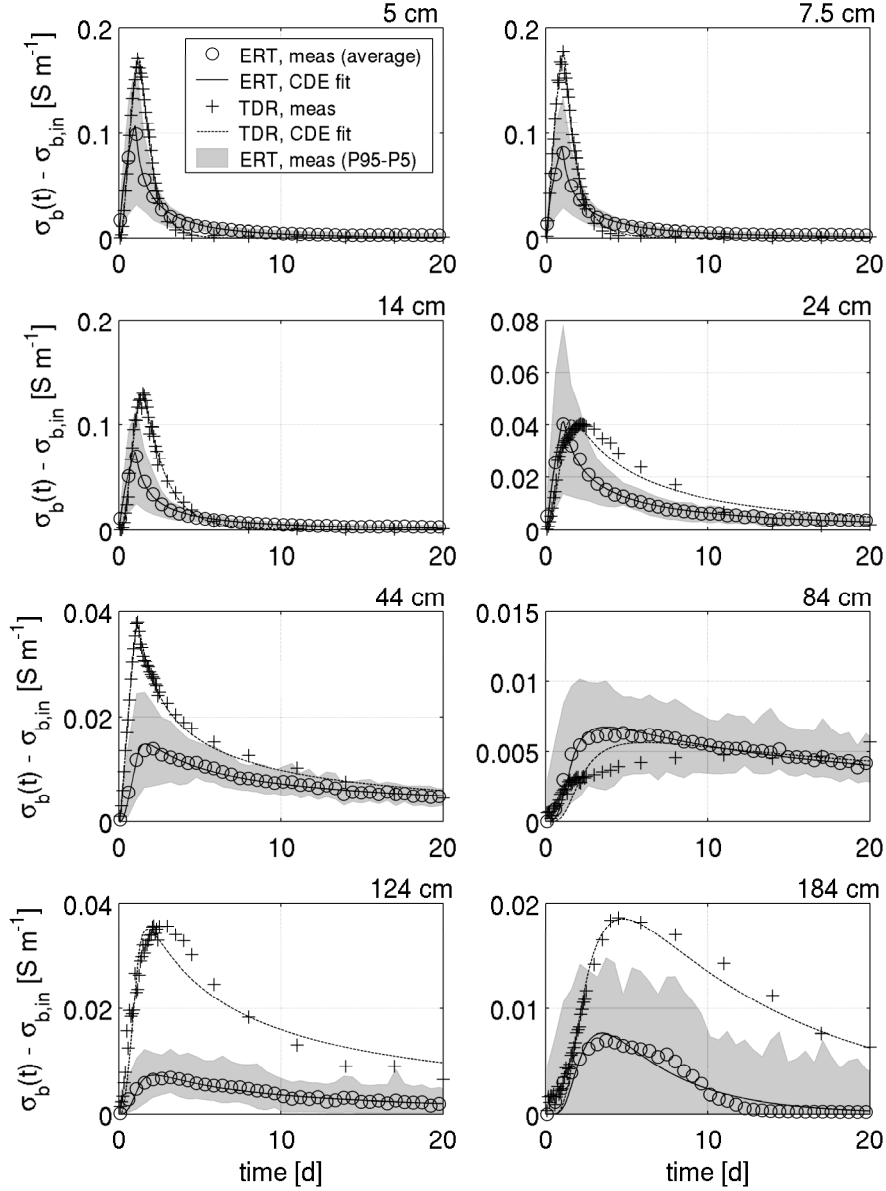 5 cm
7.5 cm
σb(t) - σb,in [S m-1]
0.2
0.1
0
0 10 20
ERT, meas (average)
ERT, CDE fit
TDR, meas
TDR, CDE fit
ERT, meas (P95-P5)
σb(t) - σb,in [S m-1]
0.2
0.1
0
0 10 20
14 cm
24 cm
σb(t) - σb,in [S m-1]
0.2
0.1
0
0 10 20
0.08
0.06
0.04
0.02
0
0 10 20
44 cm
84 cm
σb(t) - σb,in [S m-1]
0.04
0.02
0
0 10 20
0.015
0.01
0.005
0
0 10 20
124 cm
184 cm
σb(t) - σb,in [S m-1]
0.04
0.02
0
0 10 20
time [d]
0.02
0.01
0
0 10 20
time [d]